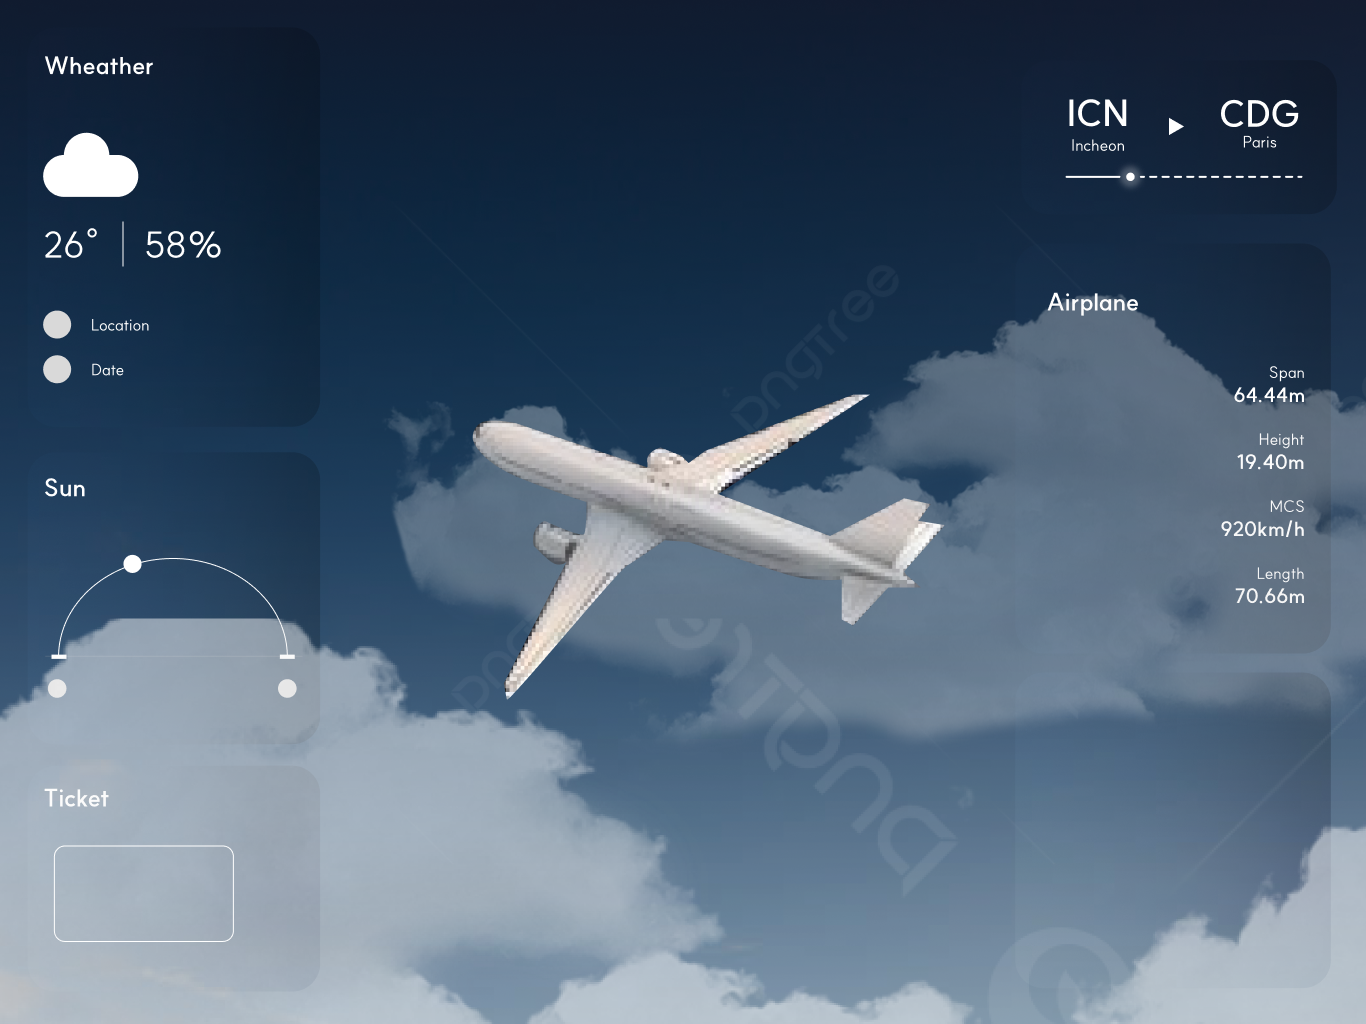 Wheather
26° 58%
Location
Date
Sun
Ticket
ICN CDG
Incheon Paris
Airplane
Span
64.44m
Height
19.40m
MCS
920km/h
Length
70.66m
pngtree